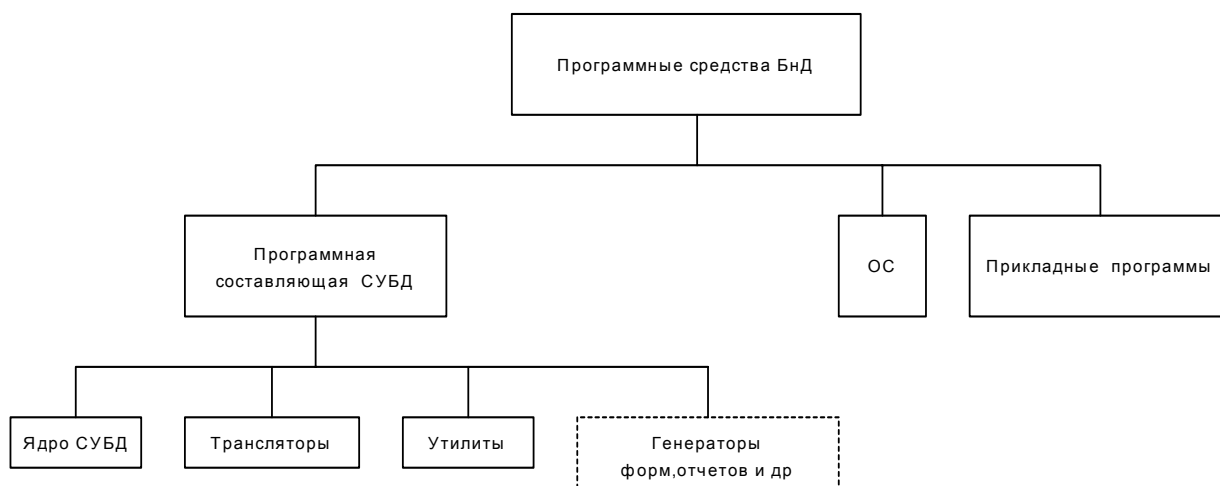 Программные средства БнД
Программная
составляющая СУБД
ОС
Прикладные программы
Ядро СУБД
Трансляторы
Утилиты
Генераторы
форм,отчетов и др